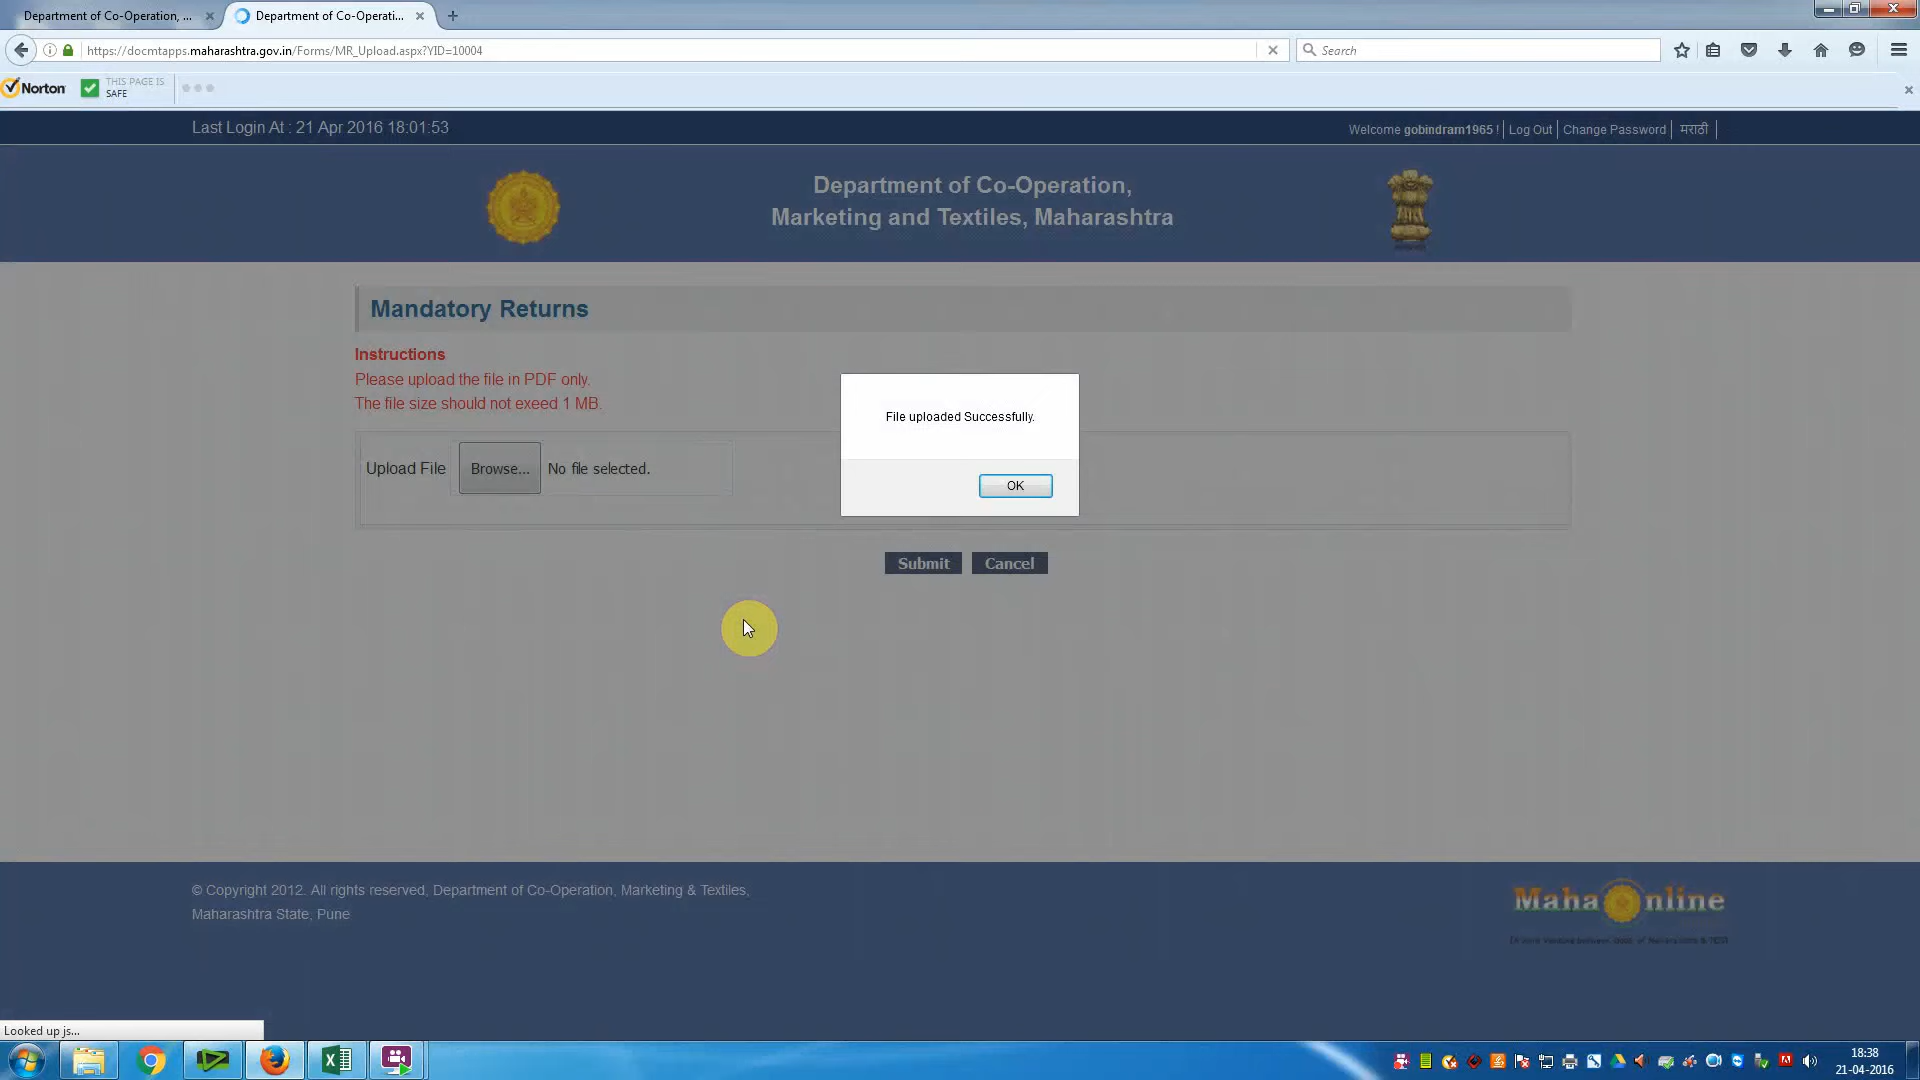 Department of Co-Operation, ...
Department of Co-Operati...
https://docmtapps.maharashtra.gov.in/Forms/MR_Upload.aspx?YID=10004
Search
Norton
THIS PAGE IS
SAFE
Last Login At : 21 Apr 2016 18:01:53
Welcome gobindram1965 ! Log Out Change Password मराठी
Department of Co-Operation,
Marketing and Textiles, Maharashtra
Mandatory Returns
Instructions
Please upload the file in PDF only.
The file size should not exeed 1 MB.
File uploaded Successfully.
OK
Upload File Browse... No file selected.
Submit Cancel
© Copyright 2012. All rights reserved, Department of Co-Operation, Marketing & Textiles,
Maharashtra State, Pune
Maha nline
Looked up js...
18:38
21-04-2016